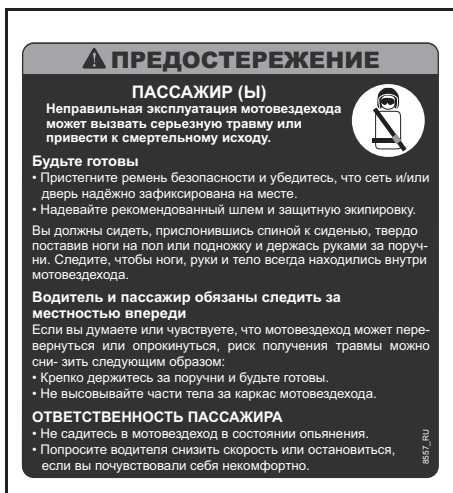 ПРЕДОСТЕРЕЖЕНИЕ
ПАССАЖИР (Ы)
Неправильная эксплуатация мотовездехода
может вызвать серьезную травму или
привести к смертельному исходу.
Будьте готовы
• Пристегните ремень безопасности и убедитесь, что сеть и/или
дверь надёжно зафиксирована на месте.
• Надевайте рекомендованный шлем и защитную экипировку.
Вы должны сидеть, прислонившись спиной к сиденью, твердо
поставив ноги на пол или подножку и держась руками за поруч-
ни. Следите, чтобы ноги, руки и тело всегда находились внутри
мотовездехода.
Водитель и пассажир обязаны следить за
местностью впереди
Если вы думаете или чувствуете, что мотовездеход может пере-
вернуться или опрокинуться, риск получения травмы можно
сни- зить следующим образом:
• Крепко держитесь за поручни и будьте готовы.
• Не высовывайте части тела за каркас мотовездехода.
ОТВЕТСТВЕННОСТЬ ПАССАЖИРА
• Не садитесь в мотовездеход в состоянии опьянения.
• Попросите водителя снизить скорость или остановиться,
если вы почувствовали себя некомфортно.
8557_RU